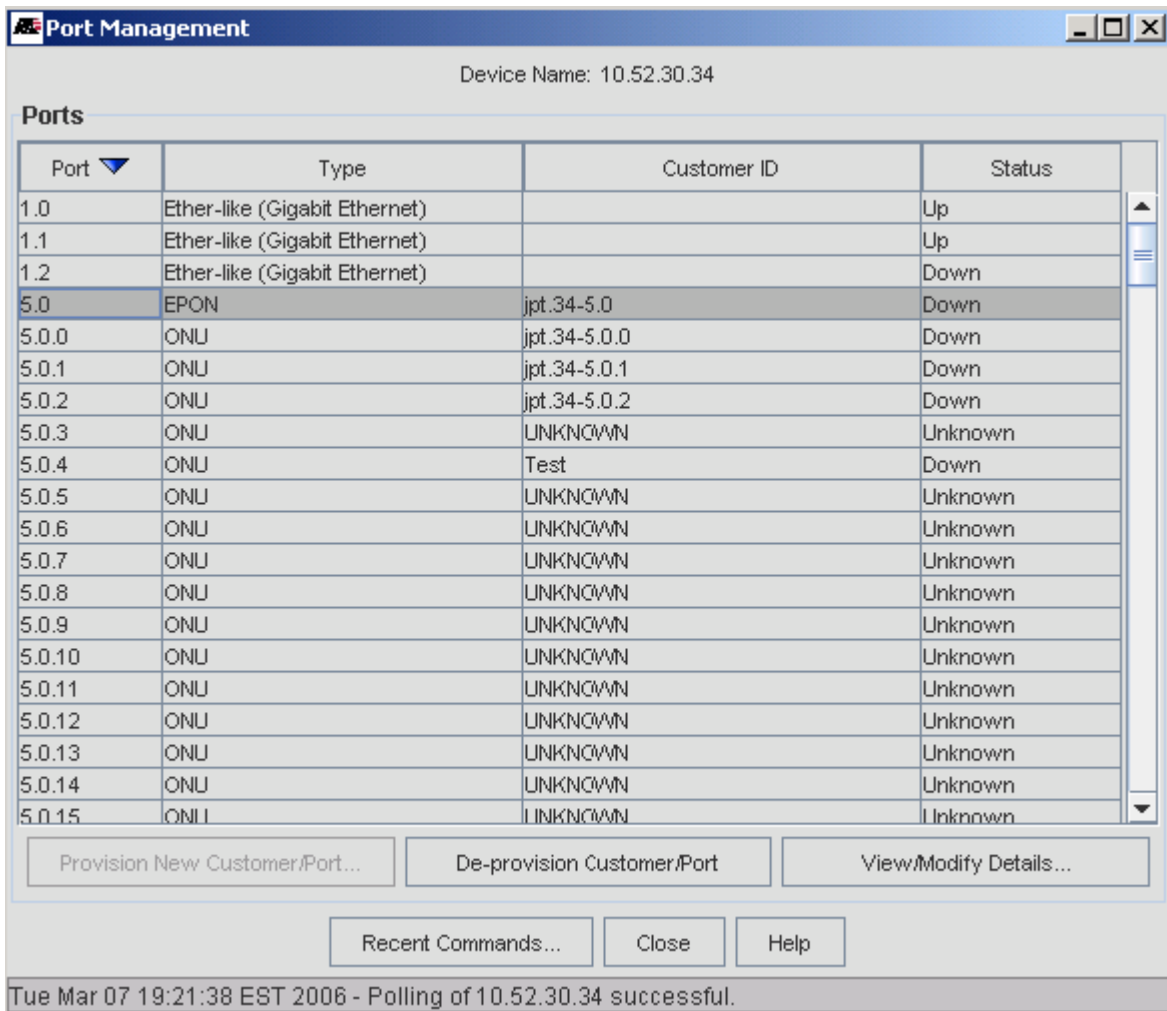 Port Management
Device Name: 10.52.30.34
Ports
Port Type Customer ID Status
1.0 Ether-like (Gigabit Ethernet) Up
1.1 Ether-like (Gigabit Ethernet) Up
1.2 Ether-like (Gigabit Ethernet) Down
5.0 EPON jpt.34-5.0 Down
5.0.0 ONU jpt.34-5.0.0 Down
5.0.1 ONU jpt.34-5.0.1 Down
5.0.2 ONU jpt.34-5.0.2 Down
5.0.3 ONU UNKNOWN Unknown
5.0.4 ONU Test Down
5.0.5 ONU UNKNOWN Unknown
5.0.6 ONU UNKNOWN Unknown
5.0.7 ONU UNKNOWN Unknown
5.0.8 ONU UNKNOWN Unknown
5.0.9 ONU UNKNOWN Unknown
5.0.10 ONU UNKNOWN Unknown
5.0.11 ONU UNKNOWN Unknown
5.0.12 ONU UNKNOWN Unknown
5.0.13 ONU UNKNOWN Unknown
5.0.14 ONU UNKNOWN Unknown
5.0.15 ONU UNKNOWN Unknown
Provision New Customer/Port... De-provision Customer/Port View/Modify Details...
Recent Commands... Close Help
Tue Mar 07 19:21:38 EST 2006 - Polling of 10.52.30.34 successful.